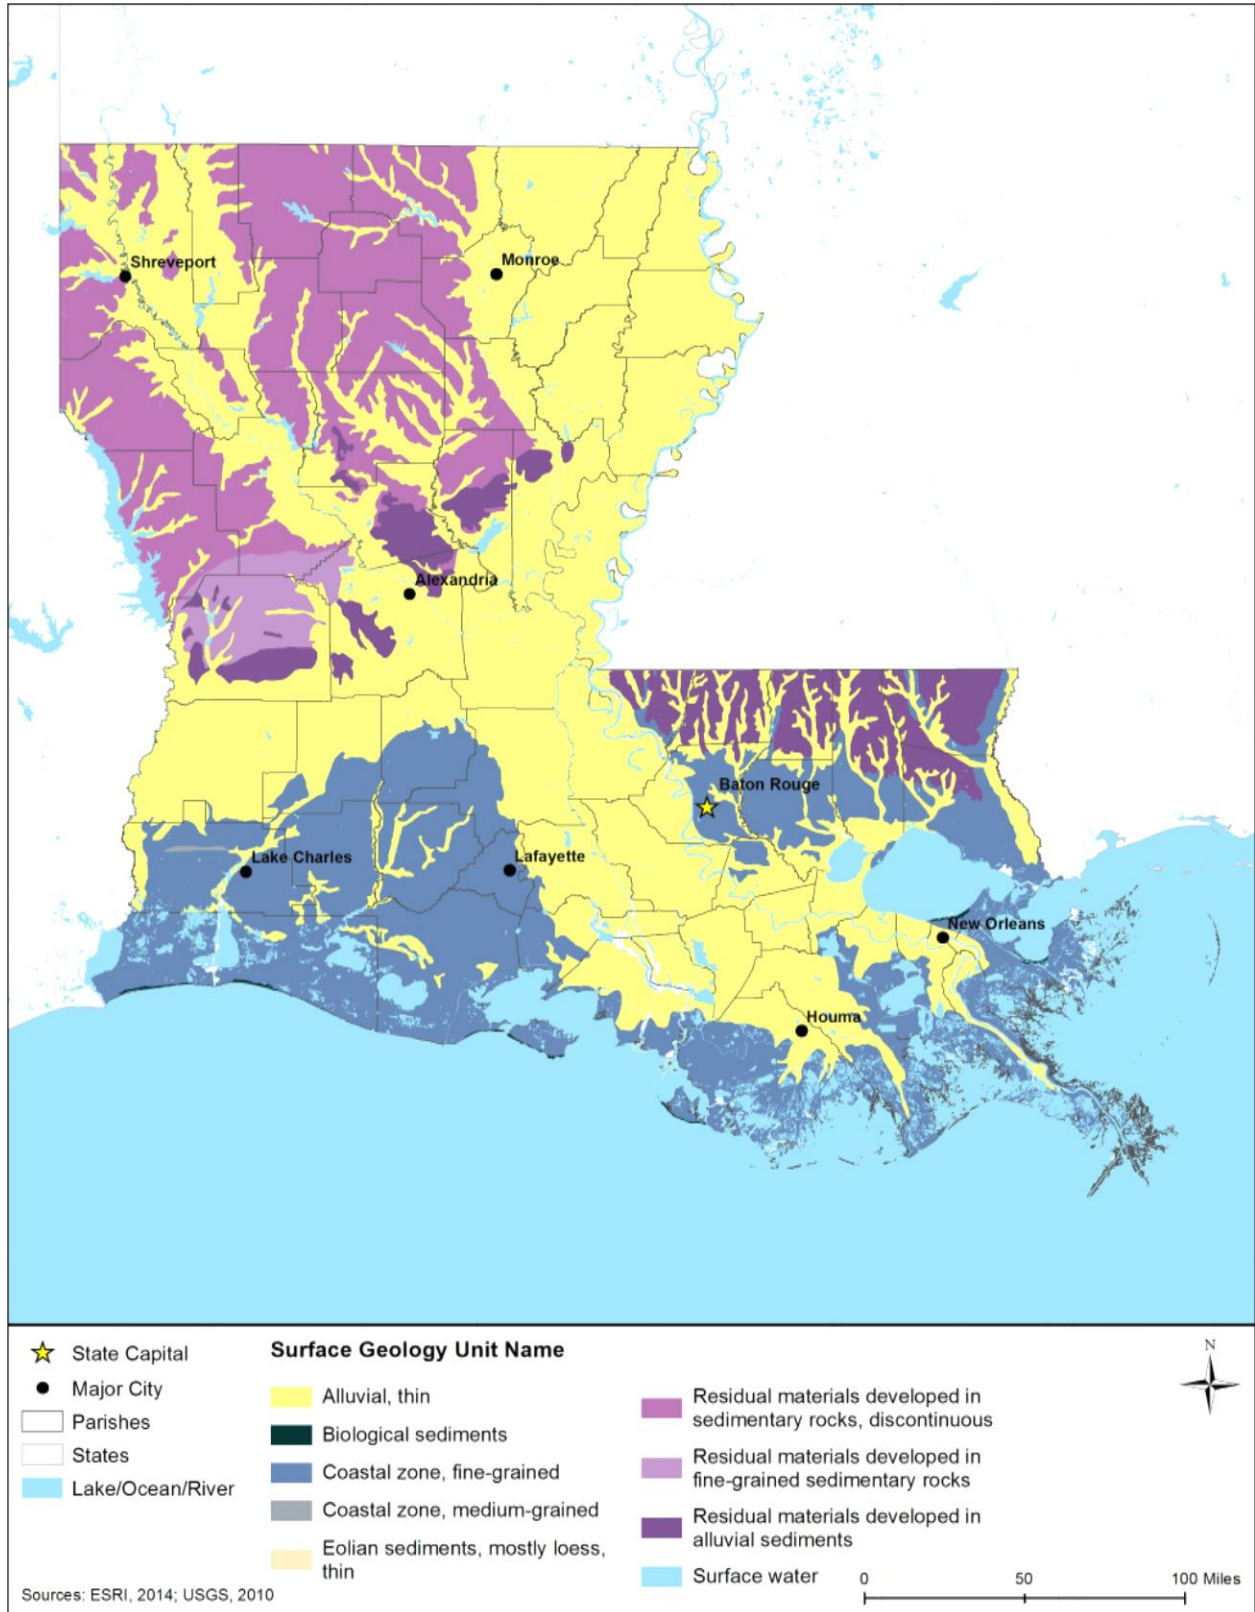 Shreveport
Monroe
Alexandria
Baton Rouge
Lake Charles
Lafayette
New Orleans
Houma
State Capital
Major City
Parishes
States
Lake/Ocean/River
Surface Geology Unit Name
Alluvial, thin
Biological sediments
Coastal zone, fine-grained
Coastal zone, medium-grained
Eolian sediments, mostly loess,
thin
Residual materials developed in
sedimentary rocks, discontinuous
Residual materials developed in
fine-grained sedimentary rocks
Residual materials developed in
alluvial sediments
Surface water
N
0 50 100 Miles
Sources: ESRI, 2014; USGS, 2010